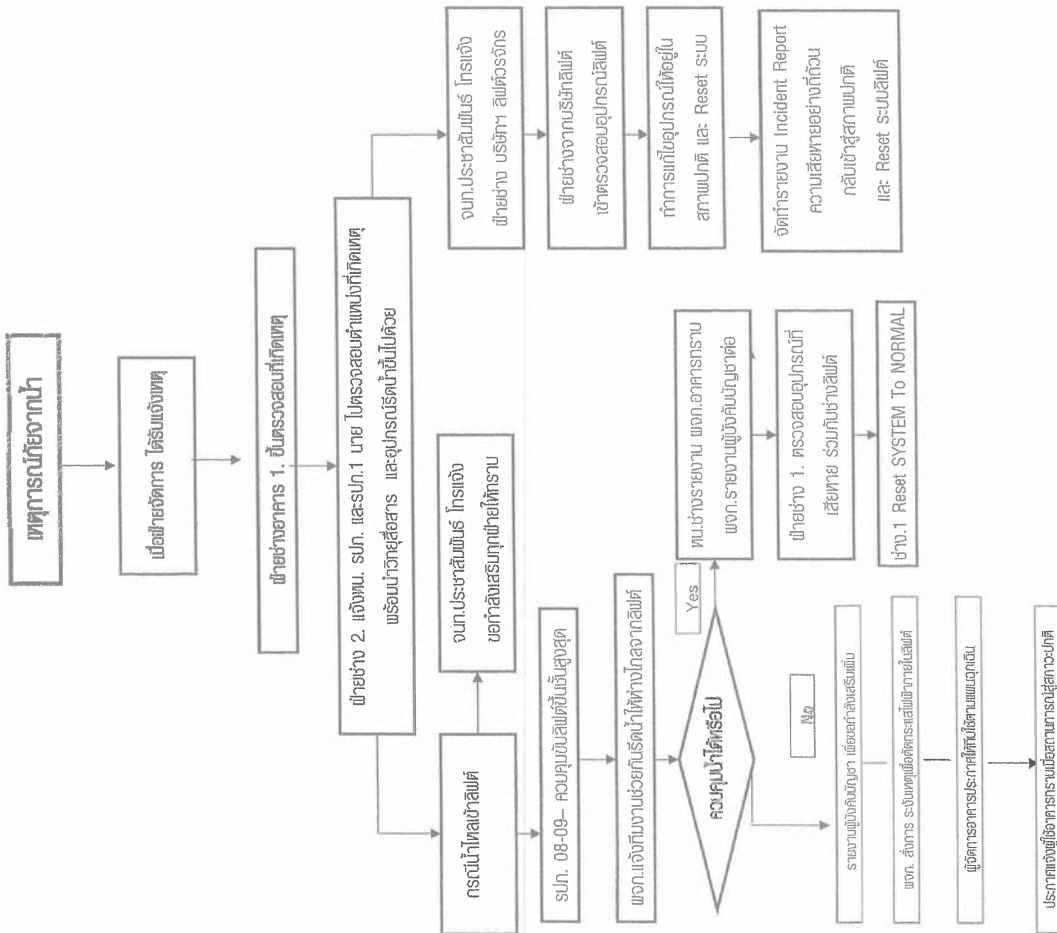 เหตุการณ์ภัยจากน้ำ
เมื่อฝ่ายจัดการ ได้รับแจ้งเหตุ
ฝ่ายช่างอาคาร 1. ขึ้นตรวจสอบที่เกิดเหตุ
ฝ่ายช่าง 2. แจ้งหน. รปภ. และรปภ.1 นาย ไปตรวจสอบตำแหน่งที่เกิดเหตุ
พร้อมนำวิทยุสื่อสาร และอุปกรณ์รีดน้ำขึ้นไปด้วย
กรณีน้ำไหลเข้าลิฟต์
จนท.ประชาสัมพันธ์ โทรแจ้ง
ขอกำลังเสริมทุกฝ่ายให้ทราบ
รปภ. 08-09– ควบคุมขับลิฟต์ขึ้นชั้นสูงสุด
ผจก.แจ้งทีมงานช่วยกันรีดน้ำให้ห่างไกลจากลิฟต์
ควบคุมน้ำได้หรือไม่
Yes
หน.ช่างรายงาน ผจก.อาคารทราบ
ผจก.รายงานผู้บังคับบัญชาต่อ
ฝ่ายช่าง 1. ตรวจสอบอุปกรณ์ที่
เสียหาย ร่วมกับช่างลิฟต์
ช่าง.1 Reset SYSTEM To NORMAL
No
รายงานผู้บังคับบัญชา เพื่อขอกำลังเสริมเพิ่ม
ผจก. สั่งการ ระงับเหตุเพื่อตัดกระแสไฟฟ้าภายในลิฟต์
ผู้จัดการอาคารประกาศให้ทีมใช้ตามแผนฉุกเฉิน
ประกาศแจ้งผู้ใช้อาคารทราบเมื่อสถานการณ์สู่สภาวะปกติ
จนท.ประชาสัมพันธ์ โทรแจ้ง
ฝ่ายช่าง บริษัทฯ ลิฟต์วรจักร
ฝ่ายช่างจากบริษัทลิฟต์
เข้าตรวจสอบอุปกรณ์ลิฟต์
ทำการแก้ไขอุปกรณ์ให้อยู่ใน
สภาพปกติ และ Reset ระบบ
จัดทำรายงาน Incident Report
ความเสียหายอย่างถี่ถ้วน
กลับเข้าสู่สภาพปกติ
และ Reset ระบบลิฟต์